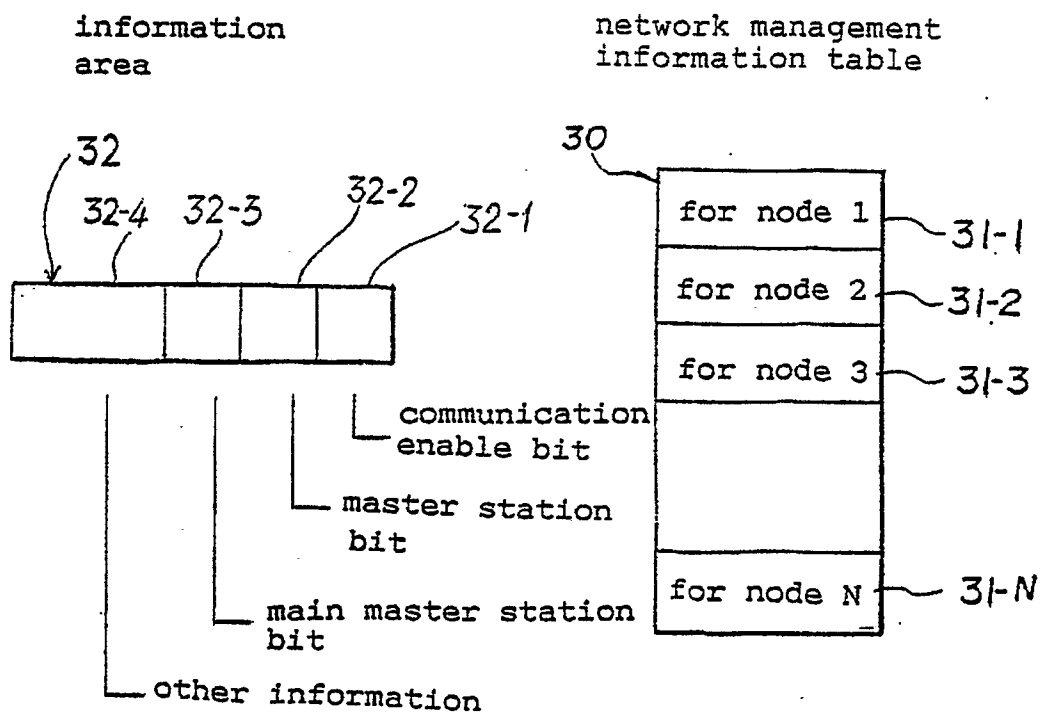 information
area
network management
information table
32
30
32-4
32-3
32-2
32-1
for node 1
31-1
for node 2
31-2
for node 3
31-3
communication
enable bit
master station
bit
for node N
31-N
main master station
bit
other information